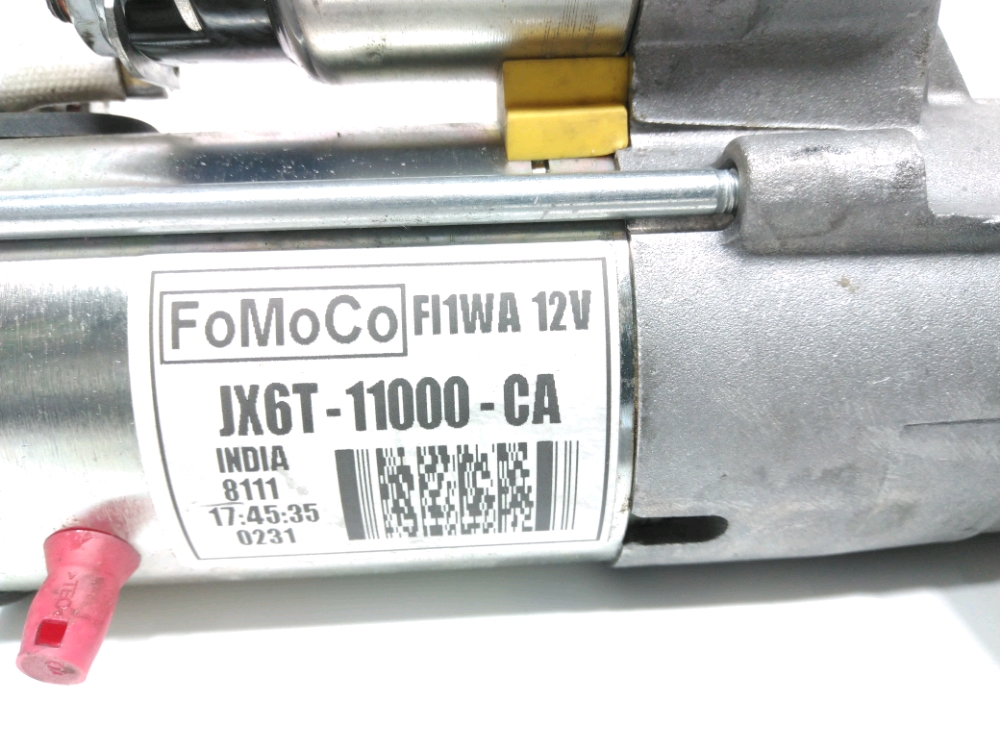 FoMoCo FI1WA 12V
JX6T-11000-CA
INDIA
8111
17:45:35
0231